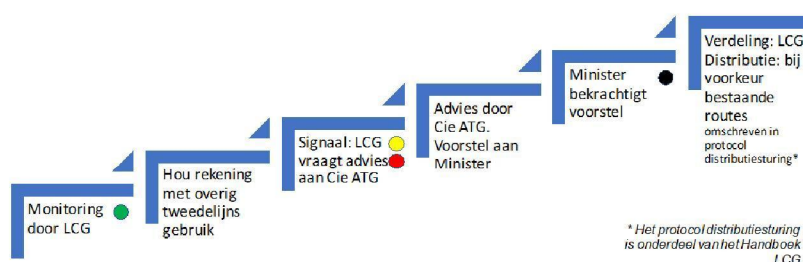 Monitoring
door LCG
Hou rekening
met overig
tweedelijns
gebruik
Signaal: LCG
vraagt advies
aan Cie ATG
Advies door
Cie ATG.
Voorstel aan
Minister
Minister
bekrachtigt
voorstel
Verdeling: LCG
Distributie: bij
voorkeur
bestaande
routes
omschreven in
protocol
distributiesturing*
* Het protocol distributiesturing
is onderdeel van het Handboek
LCG